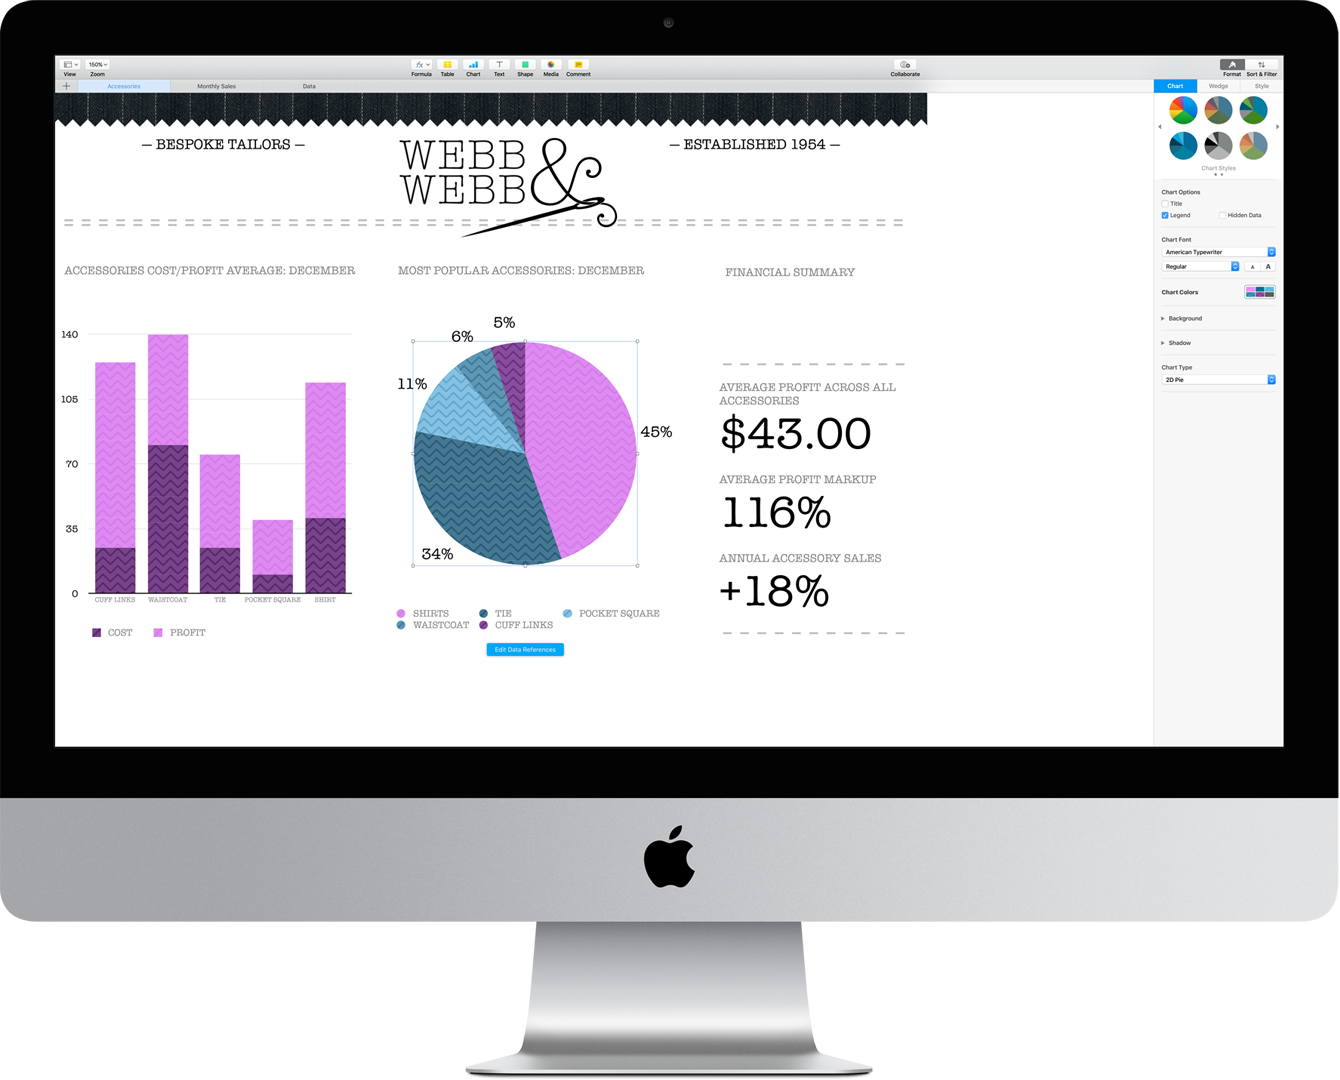 150%
View
Zoom
fx
Formula
Table
Chart
T
Text
Shape
Media
Comment
Collaborate
Format
Sort & Filter
+
Accessories
Monthly Sales
Data
Chart
Wedge
Style
— BESPOKE TAILORS —
WEBB &
WEBB
— ESTABLISHED 1954 —
ACCESSORIES COST/PROFIT AVERAGE: DECEMBER
140
105
70
35
0
CUFF LINKS
WAISTCOAT
TIE
POCKET SQUARE
SHIRT
COST
PROFIT
MOST POPULAR ACCESSORIES: DECEMBER
5%
6%
11%
45%
34%
SHIRTS
TIE
POCKET SQUARE
WAISTCOAT
CUFF LINKS
Edit Data References
FINANCIAL SUMMARY
AVERAGE PROFIT ACROSS ALL
ACCESSORIES
$43.00
AVERAGE PROFIT MARKUP
116%
ANNUAL ACCESSORY SALES
+18%
Chart Styles
Chart Options
Title
Legend
Hidden Data
Chart Font
American Typewriter
Regular
A
A
Chart Colors
Background
Shadow
Chart Type
2D Pie